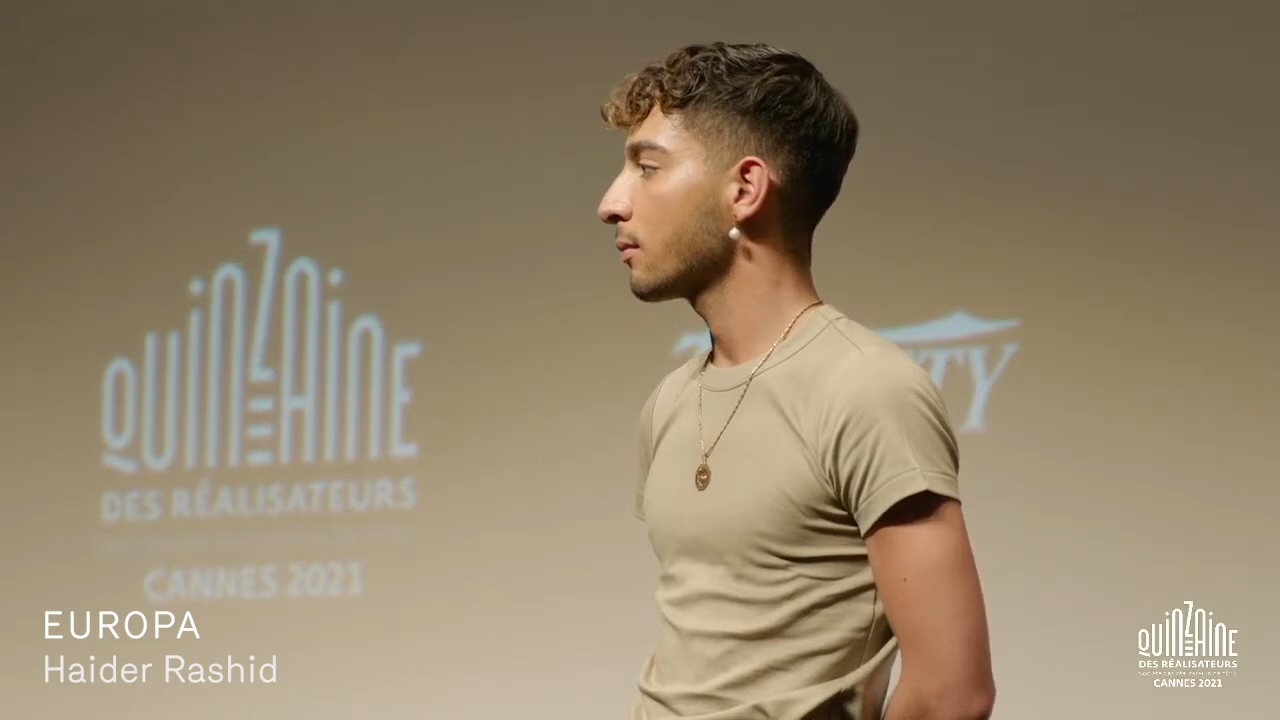 QUINZAINE
DES RÉALISATEURS
CANNES 2021
EUROPA
Haider Rashid
QUINZAINE
DES RÉALISATEURS
CANNES 2021